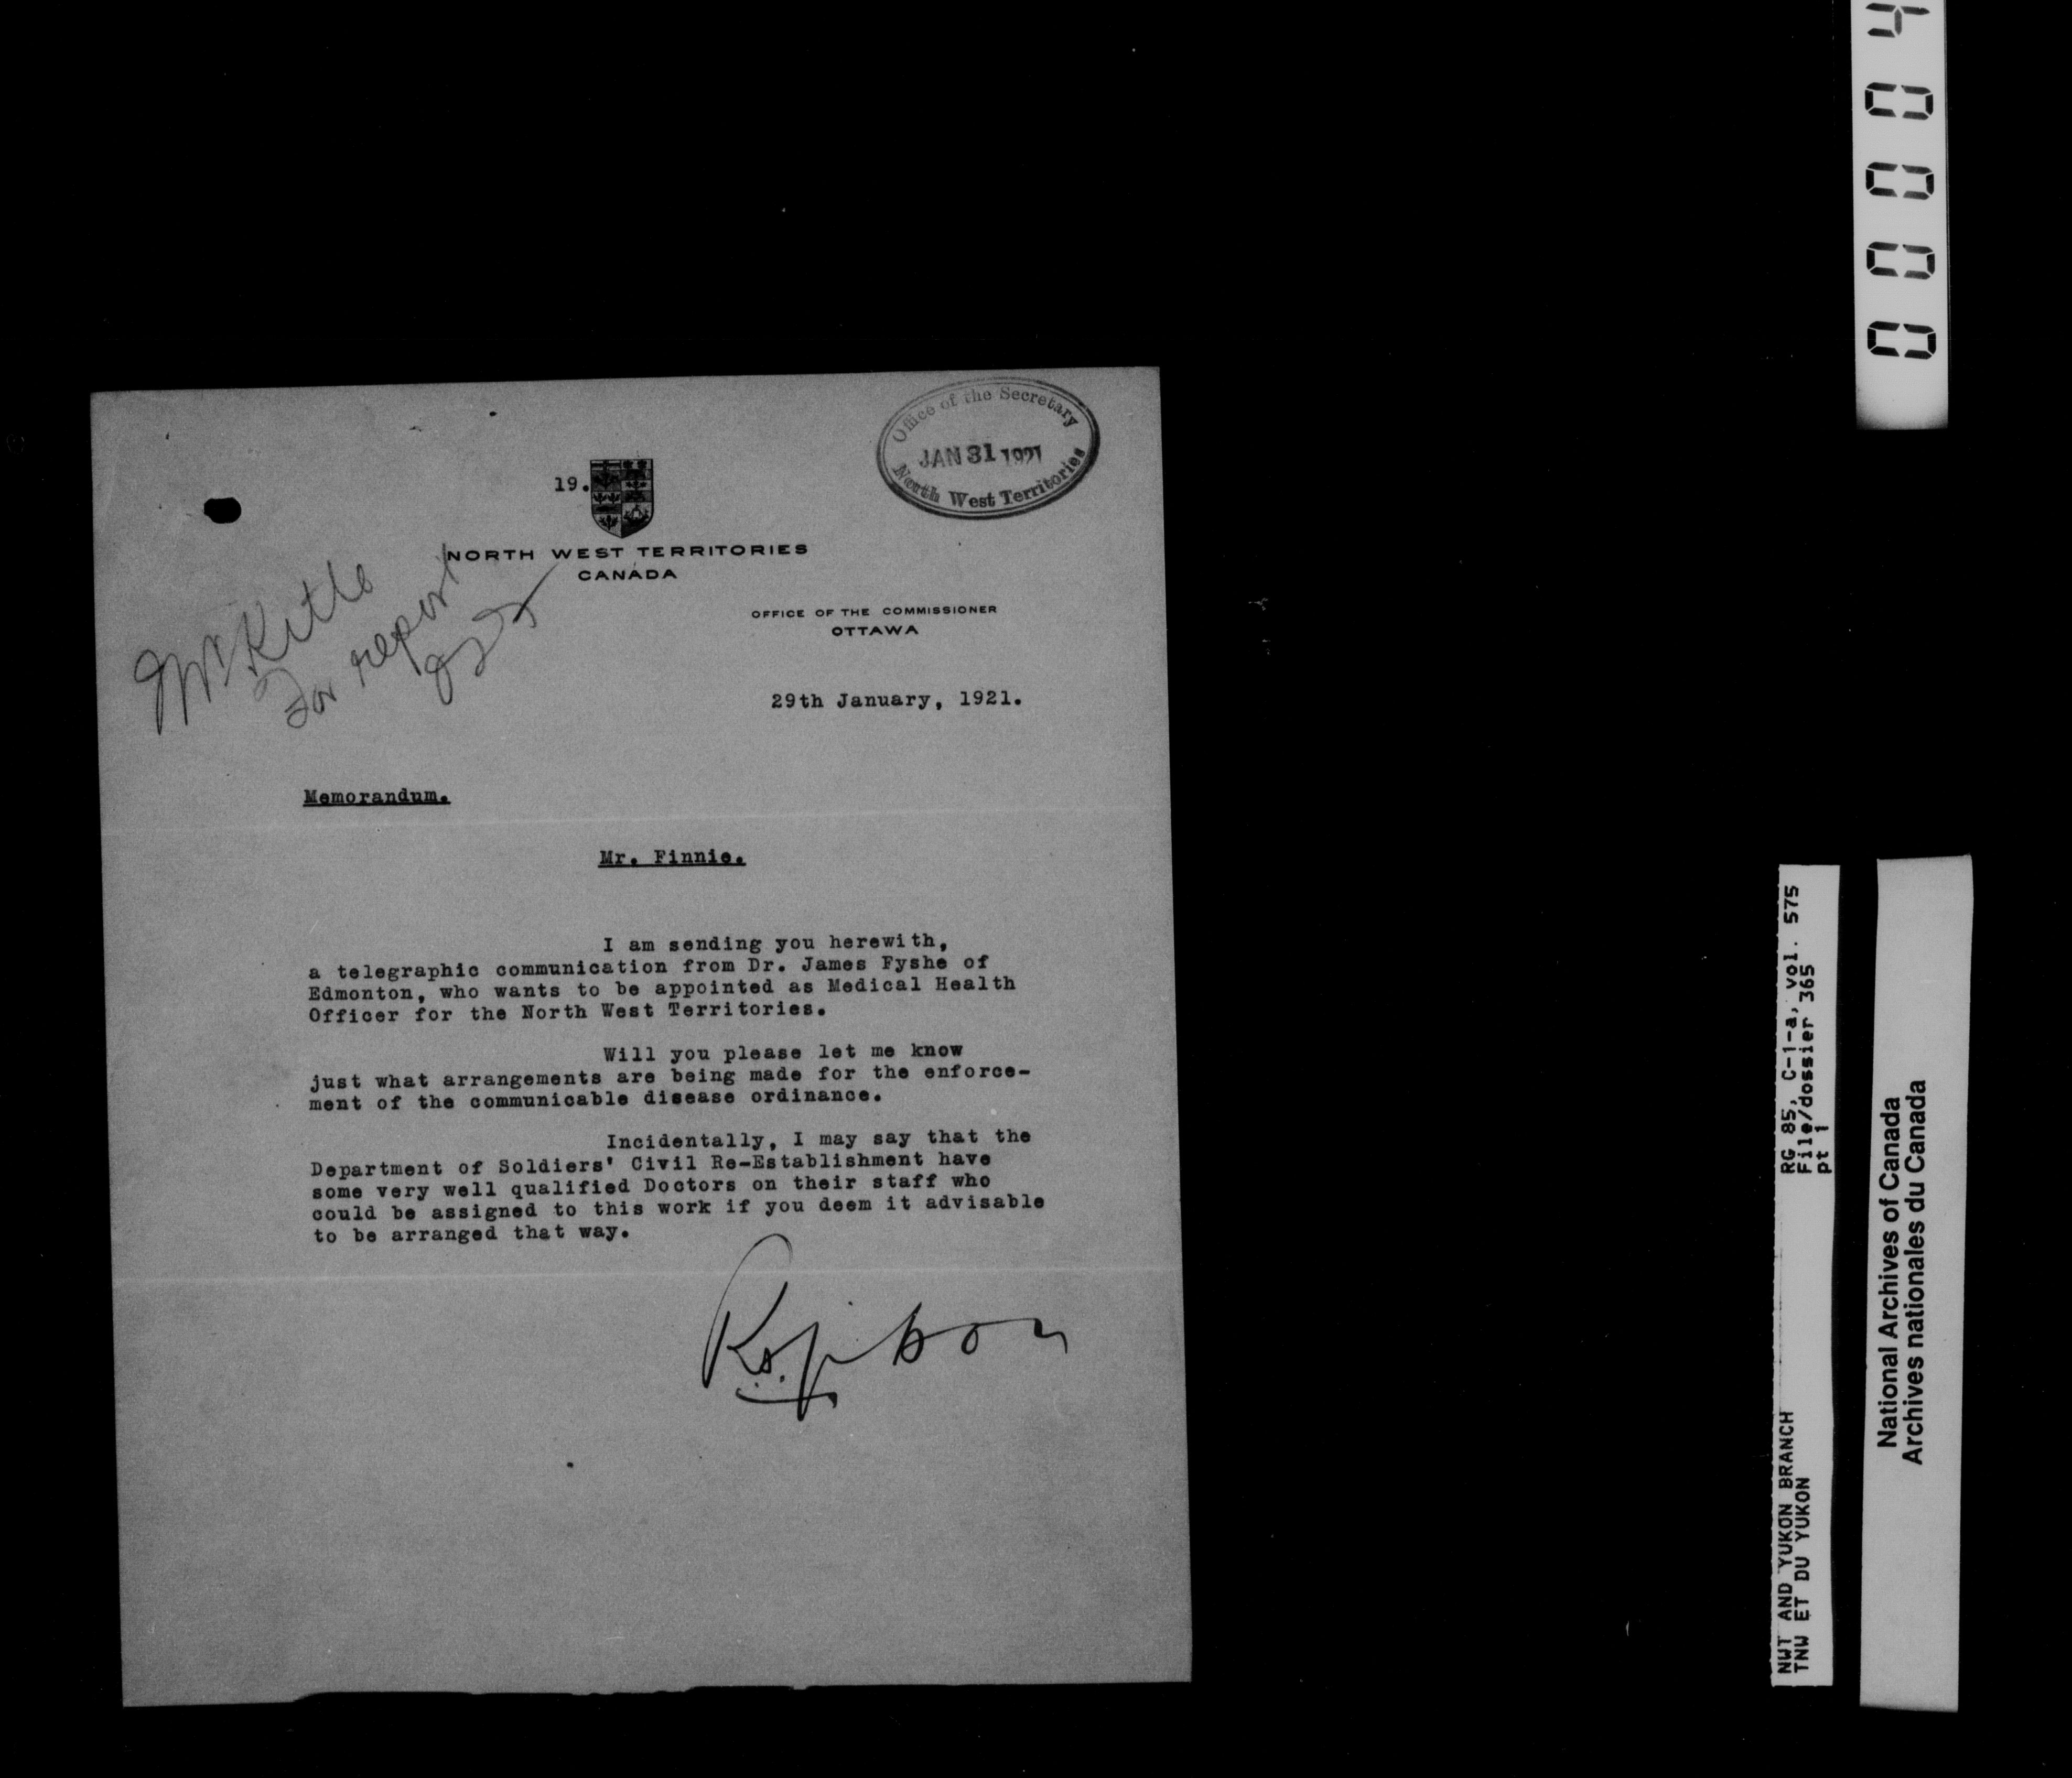 Office of the Secretary
JAN 31 1921
North West Territories
19.
NORTH WEST TERRITORIES
CANADA
OFFICE OF THE COMMISSIONER
OTTAWA
For report
29th January, 1921.
Memorandum.
Mr. Finnie.
I am sending you herewith,
a telegraphic communication from Dr. James Fyshe of
Edmonton, who wants to be appointed as Medical Health
Officer for the North West Territories.
Will you please let me know
just what arrangements are being made for the enforce-
ment of the communicable disease ordinance.
Incidentally, I may say that the
Department of Soldiers' Civil Re-Establishment have
some very well qualified Doctors on their staff who
could be assigned to this work if you deem it advisable
to be arranged that way.
00004
RG 85, C-1-a, vol. 575
File/dossier 365
pt 1
NWT AND YUKON BRANCH
TNW ET DU YUKON
National Archives of Canada
Archives nationales du Canada